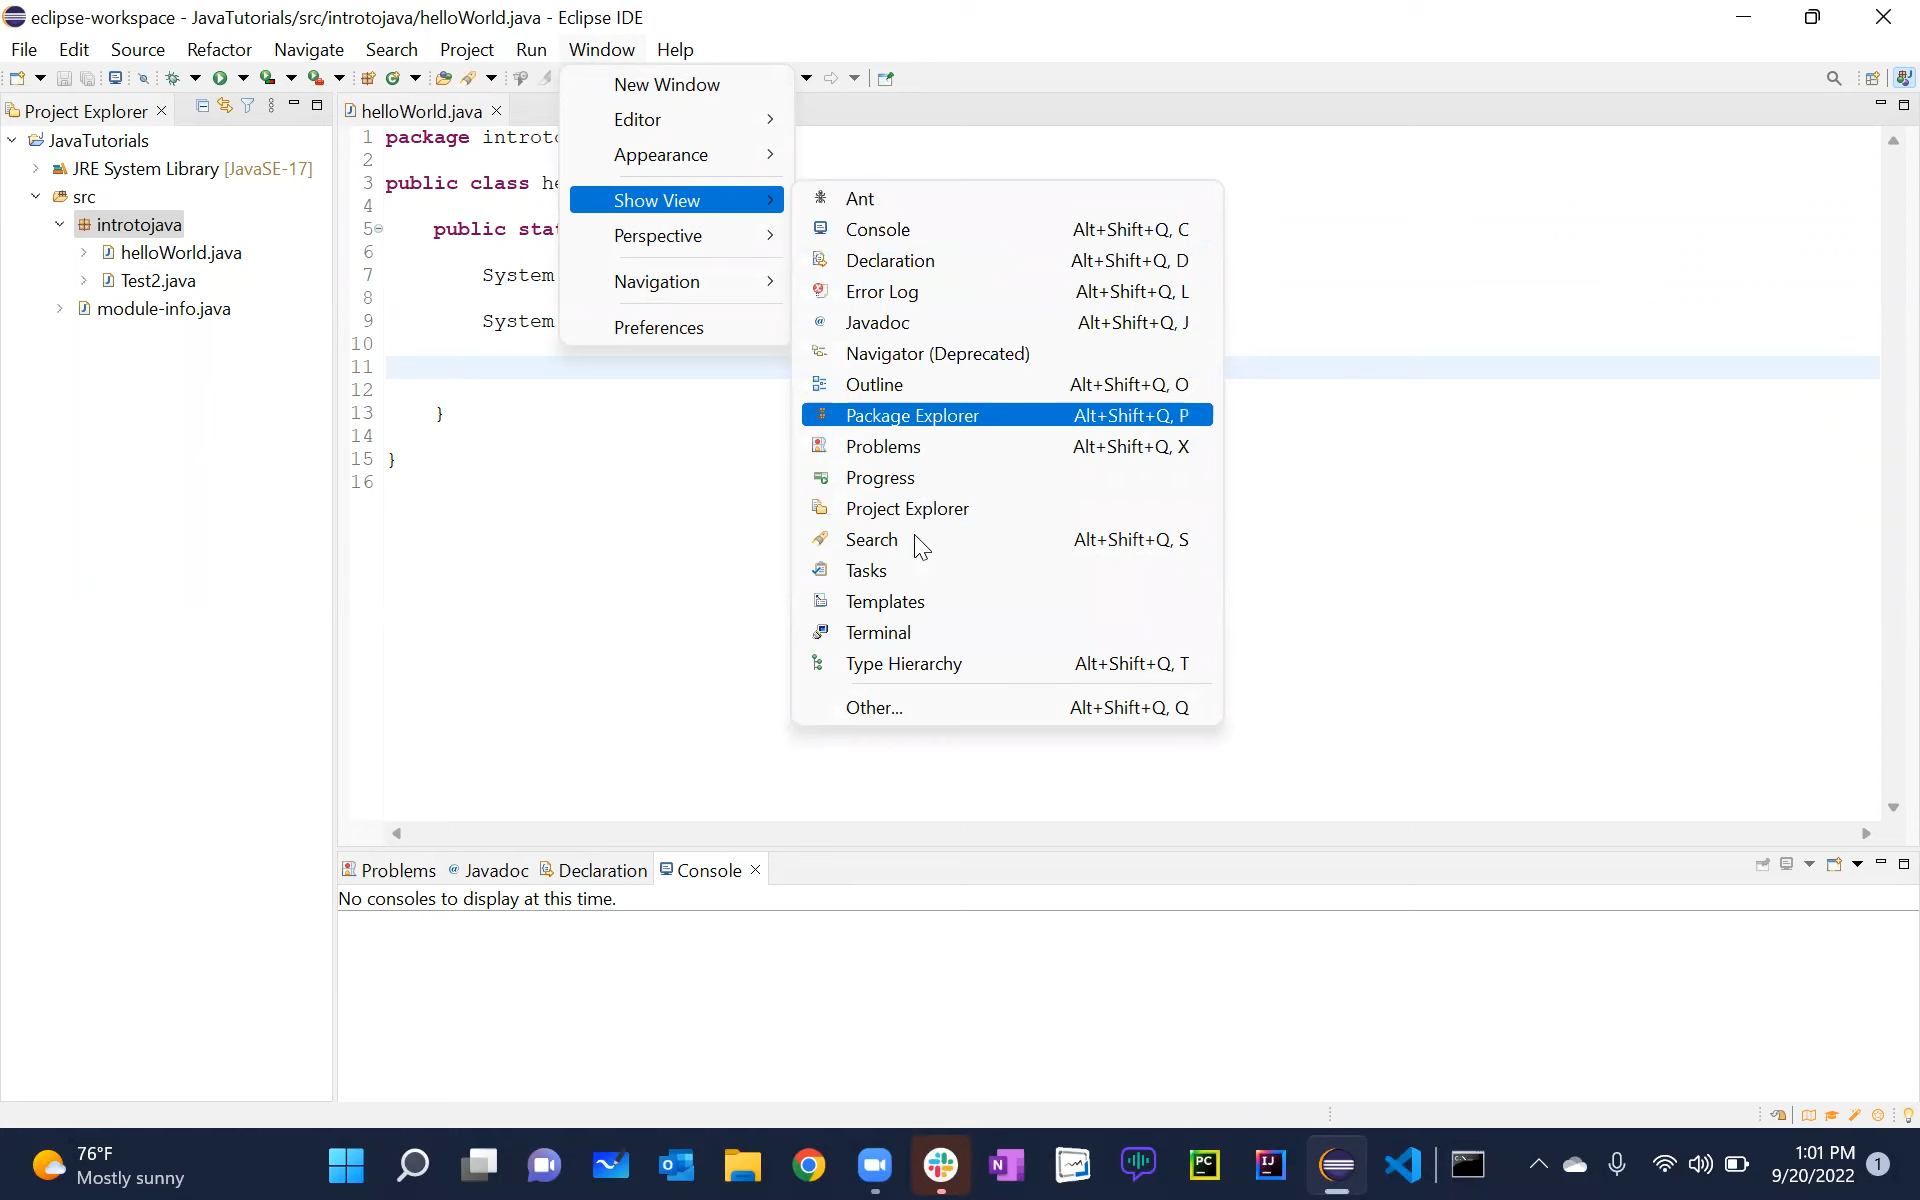 eclipse-workspace - JavaTutorials/src/introtojava/helloWorld.java - Eclipse IDE
File Edit Source Refactor Navigate Search Project Run Window Help
Project Explorer
JavaTutorials
JRE System Library [JavaSE-17]
src
introtojava
helloWorld.java
Test2.java
module-info.java
helloWorld.java
1 package introto
2
3 public class he
4
5 public stat
6
7 System
8
9 System
10
11
12
13 }
14
15 }
16
New Window
Editor
Appearance
Show View
Perspective
Navigation
Preferences
Ant
Console Alt+Shift+Q, C
Declaration Alt+Shift+Q, D
Error Log Alt+Shift+Q, L
Javadoc Alt+Shift+Q, J
Navigator (Deprecated)
Outline Alt+Shift+Q, O
Package Explorer Alt+Shift+Q, P
Problems Alt+Shift+Q, X
Progress
Project Explorer
Search Alt+Shift+Q, S
Tasks
Templates
Terminal
Type Hierarchy Alt+Shift+Q, T
Other... Alt+Shift+Q, Q
Problems Javadoc Declaration Console
No consoles to display at this time.
76°F
Mostly sunny
PC
IJ
1:01 PM
9/20/2022
1